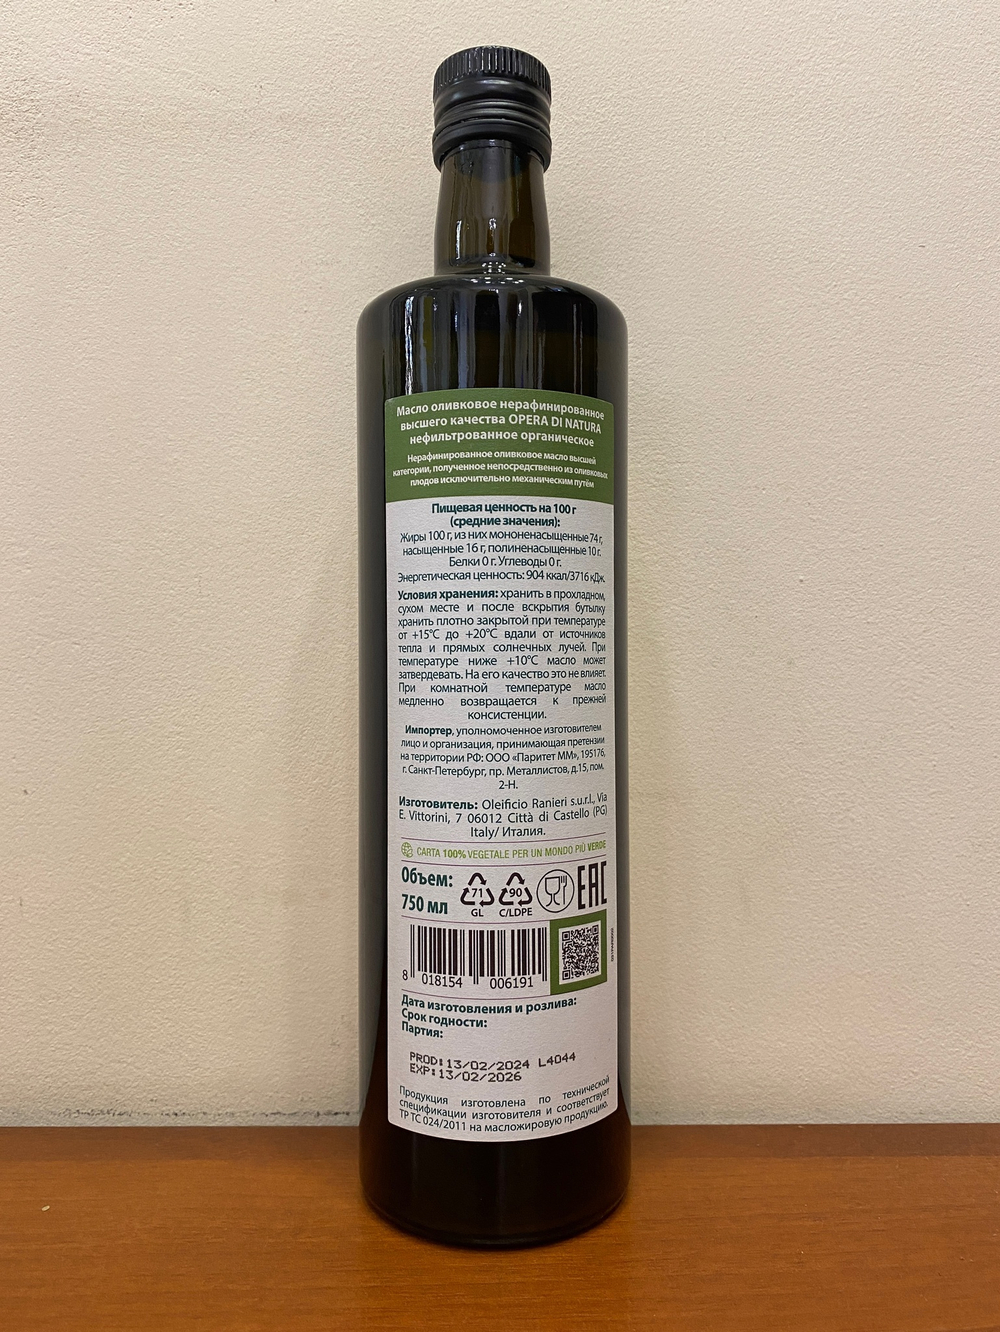 Масло оливковое нерафинированное
высшего качества OPERA DI NATURA
нефильтрованное органическое
Нерафинированное оливковое масло высшей
категории, полученное непосредственно из оливковых
плодов исключительно механическим путём
Пищевая ценность на 100 г
(средние значения):
Жиры 100 г, из них мононенасыщенные 74 г,
насыщенные 16 г, полиненасыщенные 10 г.
Белки 0 г. Углеводы 0 г.
Энергетическая ценность: 904 ккал/3716 кДж.
Условия хранения: хранить в прохладном,
сухом месте и после вскрытия бутылку
хранить плотно закрытой при температуре
от +15°C до +20°C вдали от источников
тепла и прямых солнечных лучей. При
температуре ниже +10°C масло может
затвердевать. На его качество это не влияет.
При комнатной температуре масло
медленно возвращается к прежней
консистенции.
Импортер, уполномоченное изготовителем
лицо и организация, принимающая претензии
на территории РФ: ООО «Паритет ММ», 195176,
г. Санкт-Петербург, пр. Металлистов, д.15, пом.
2-Н.
Изготовитель: Oleificio Ranieri s.u.r.l., Via
E. Vittorini, 7 06012 Città di Castello (PG)
Italy/ Италия.
CARTA 100% VEGETALE PER UN MONDO PIÙ VERDE
Объем:
750 мл
71
GL
90
C/LDPE
EAC
8 018154 006191
Дата изготовления и розлива:
Срок годности:
Партия:
PROD:13/02/2024 L4044
EXP:13/02/2026
Продукция изготовлена по технической
спецификации изготовителя и соответствует
ТР ТС 024/2011 на масложировую продукцию.